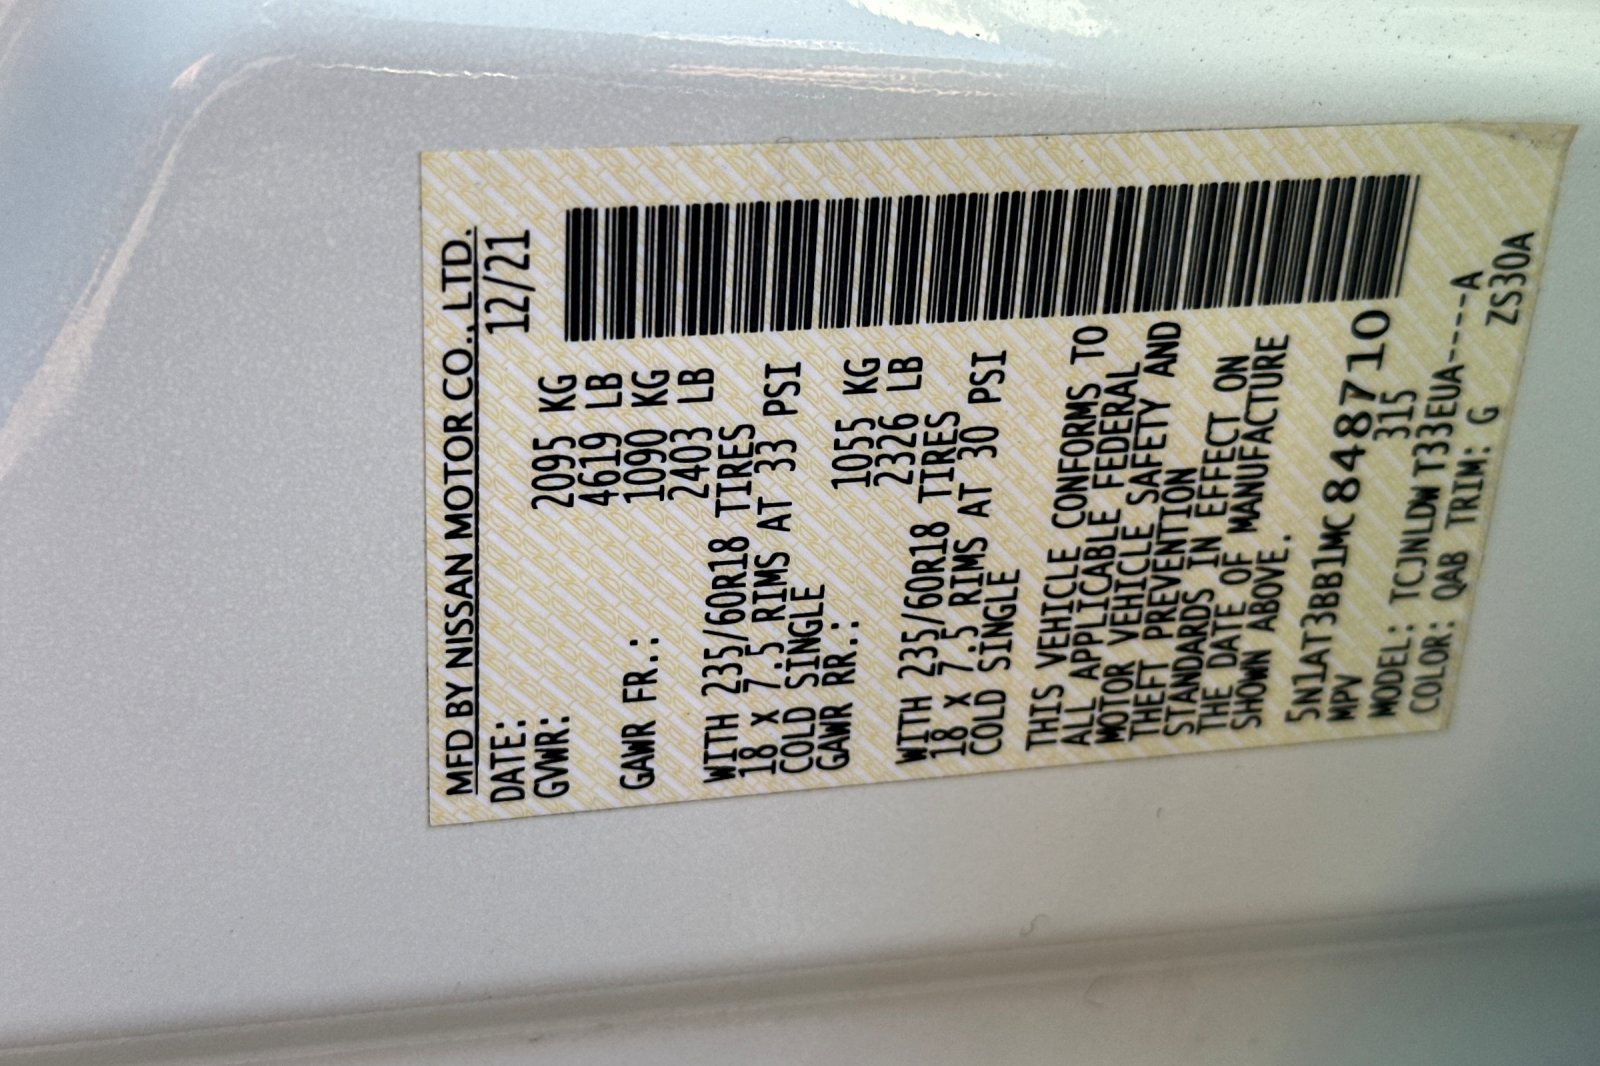 MFD BY NISSAN MOTOR CO., LTD.
DATE: 12/21
GVWR: 2095 KG
4619 LB
GAWR FR.: 1090 KG
2403 LB
WITH 235/60R18 TIRES
18 X 7.5 RIMS AT 33 PSI
COLD SINGLE
GAWR RR.: 1055 KG
2326 LB
WITH 235/60R18 TIRES
18 X 7.5 RIMS AT 30 PSI
COLD SINGLE
THIS VEHICLE CONFORMS TO
ALL APPLICABLE FEDERAL
MOTOR VEHICLE SAFETY AND
THEFT PREVENTION
STANDARDS IN EFFECT ON
THE DATE OF MANUFACTURE
SHOWN ABOVE.
5N1AT3BB1MC848710
MPV 315
MODEL: TCJNLDWT33EUA----A
COLOR: QAB TRIM: G ZS30A